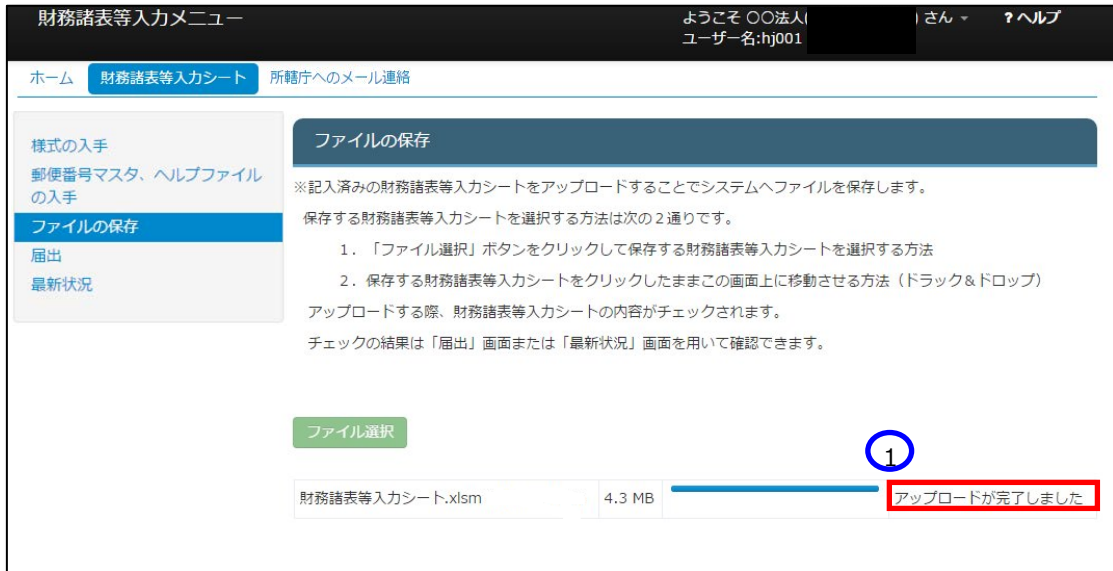 財務諸表等入力メニュー
ようこそ 〇〇法人( ) さん ?ヘルプ
ユーザー名:hj001
ホーム 財務諸表等入力シート 所轄庁へのメール連絡
様式の入手
郵便番号マスタ、ヘルプファイル
の入手
ファイルの保存
届出
最新状況
ファイルの保存
※記入済みの財務諸表等入力シートをアップロードすることでシステムへファイルを保存します。
保存する財務諸表等入力シートを選択する方法は次の２通りです。
１．「ファイル選択」ボタンをクリックして保存する財務諸表等入力シートを選択する方法
２．保存する財務諸表等入力シートをクリックしたままこの画面上に移動させる方法（ドラック＆ドロップ）
アップロードする際、財務諸表等入力シートの内容がチェックされます。
チェックの結果は「届出」画面または「最新状況」画面を用いて確認できます。
ファイル選択
1
財務諸表等入力シート.xlsm 4.3 MB アップロードが完了しました